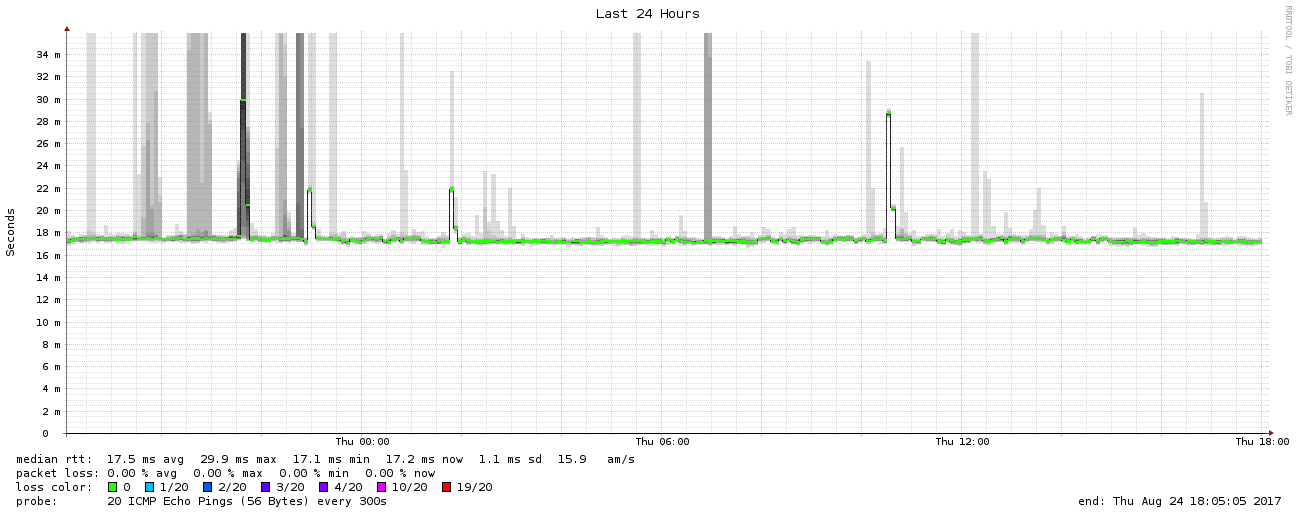 Last 24 Hours
RRDTOOL / TOBI OETIKER
Seconds
34 m
32 m
30 m
28 m
26 m
24 m
22 m
20 m
18 m
16 m
14 m
12 m
10 m
8 m
6 m
4 m
2 m
0
Thu 00:00 Thu 06:00 Thu 12:00 Thu 18:00
median rtt: 17.5 ms avg 29.9 ms max 17.1 ms min 17.2 ms now 1.1 ms sd 15.9 am/s
packet loss: 0.00 % avg 0.00 % max 0.00 % min 0.00 % now
loss color: 0 1/20 2/20 3/20 4/20 10/20 19/20
probe: 20 ICMP Echo Pings (56 Bytes) every 300s end: Thu Aug 24 18:05:05 2017